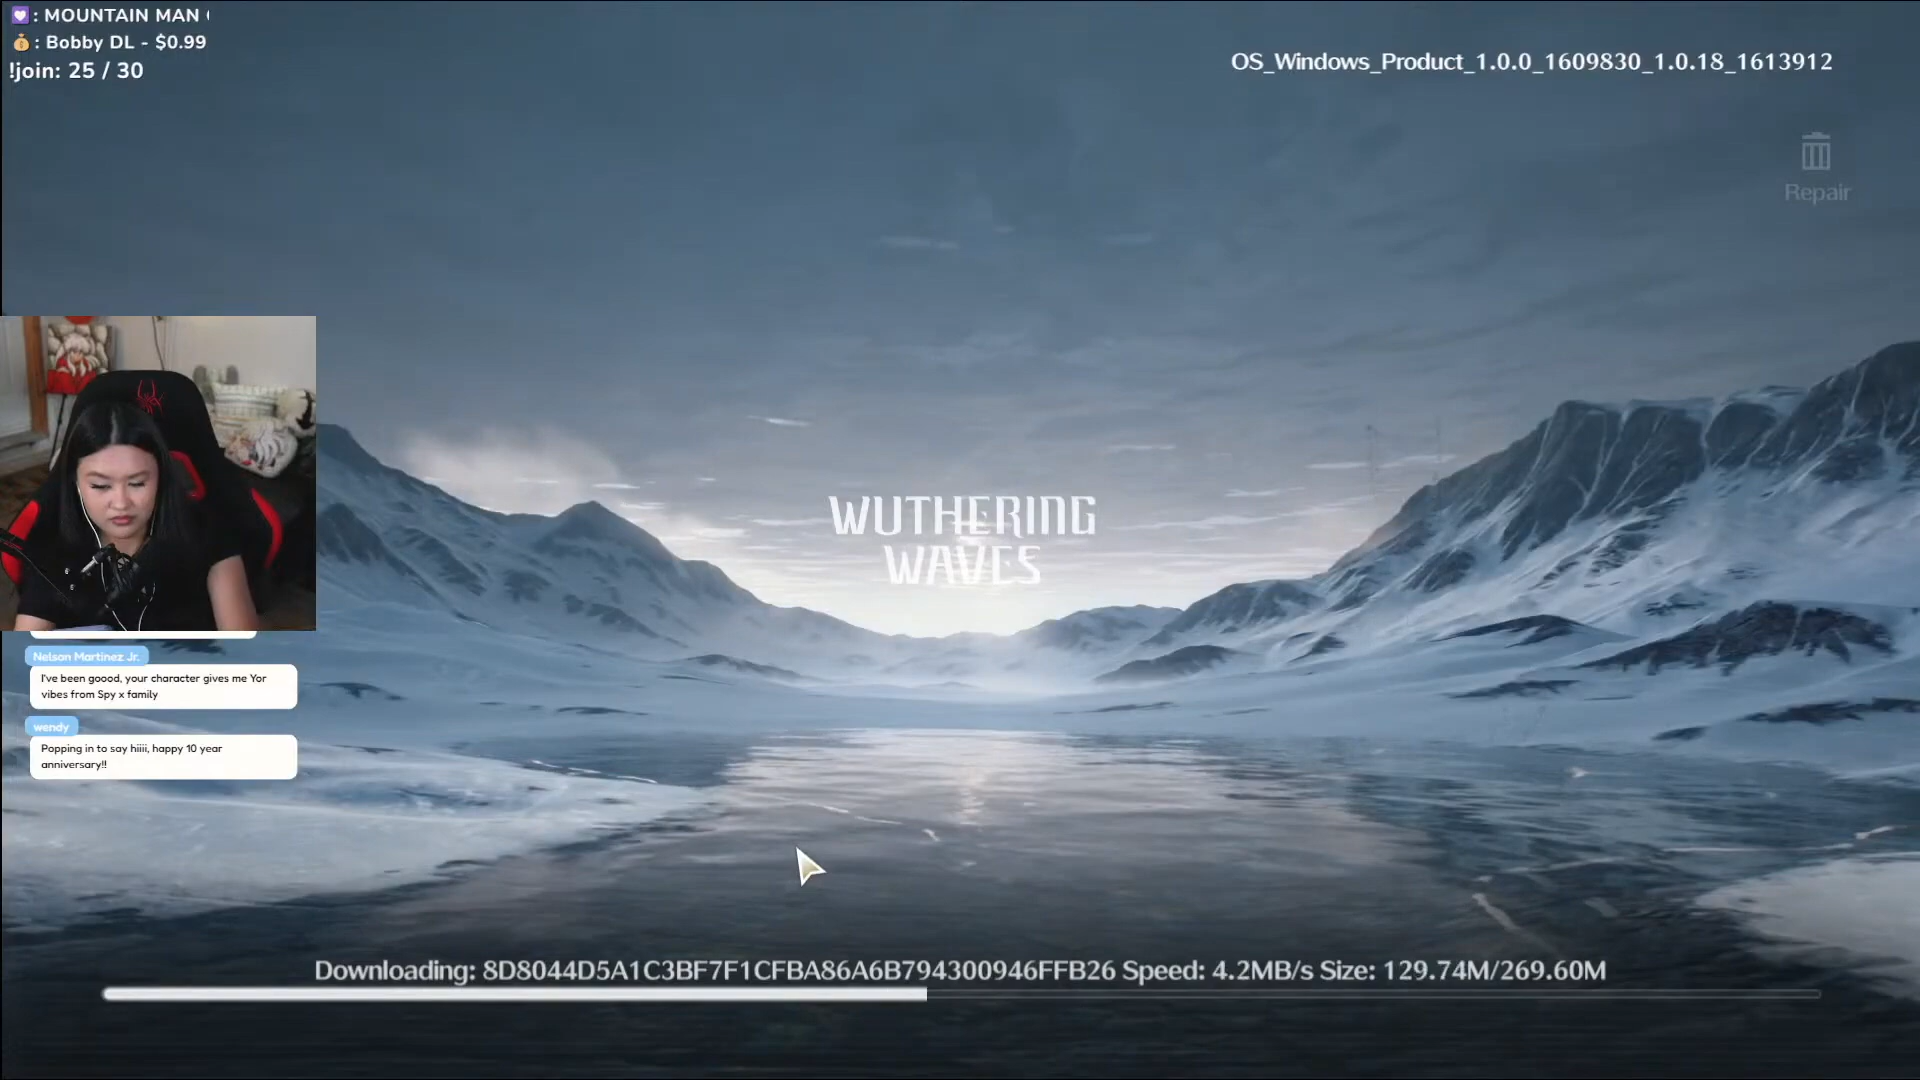 : MOUNTAIN MAN
: Bobby DL - $0.99
!join: 25 / 30
OS_Windows_Product_1.0.0_1609830_1.0.18_1613912
Repair
WUTHERING
WAVES
Nelson Martinez Jr.
I've been goood, your character gives me Yor
vibes from Spy x family
wendy
Popping in to say hiiii, happy 10 year
anniversary!!
Downloading: 8D8044D5A1C3BF7F1CFBA86A6B794300946FFB26 Speed: 4.2MB/s Size: 129.74M/269.60M